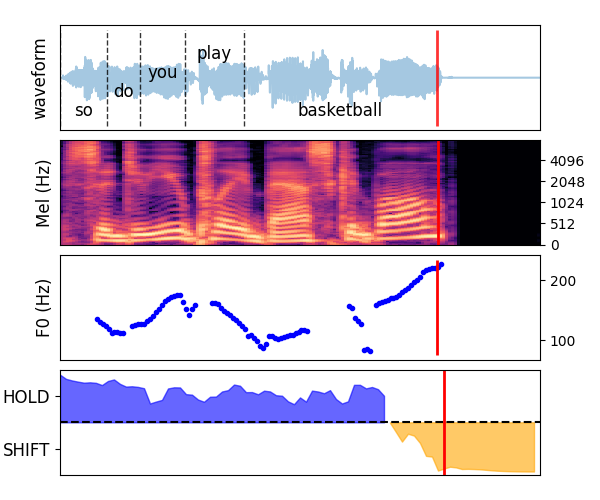 waveform
so
do
you
play
basketball
Mel (Hz)
4096
2048
1024
512
0
F0 (Hz)
200
100
HOLD
SHIFT